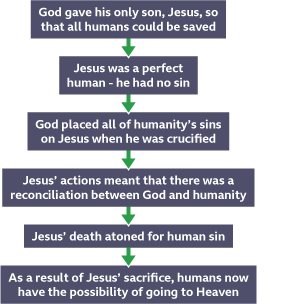 God gave his only son, Jesus, so
that all humans could be saved
Jesus was a perfect
human - he had no sin
God placed all of humanity's sins
on Jesus when he was crucified
Jesus' actions meant that there was a
reconciliation between God and humanity
Jesus' death atoned for human sin
As a result of Jesus' sacrifice, humans now
have the possibility of going to Heaven